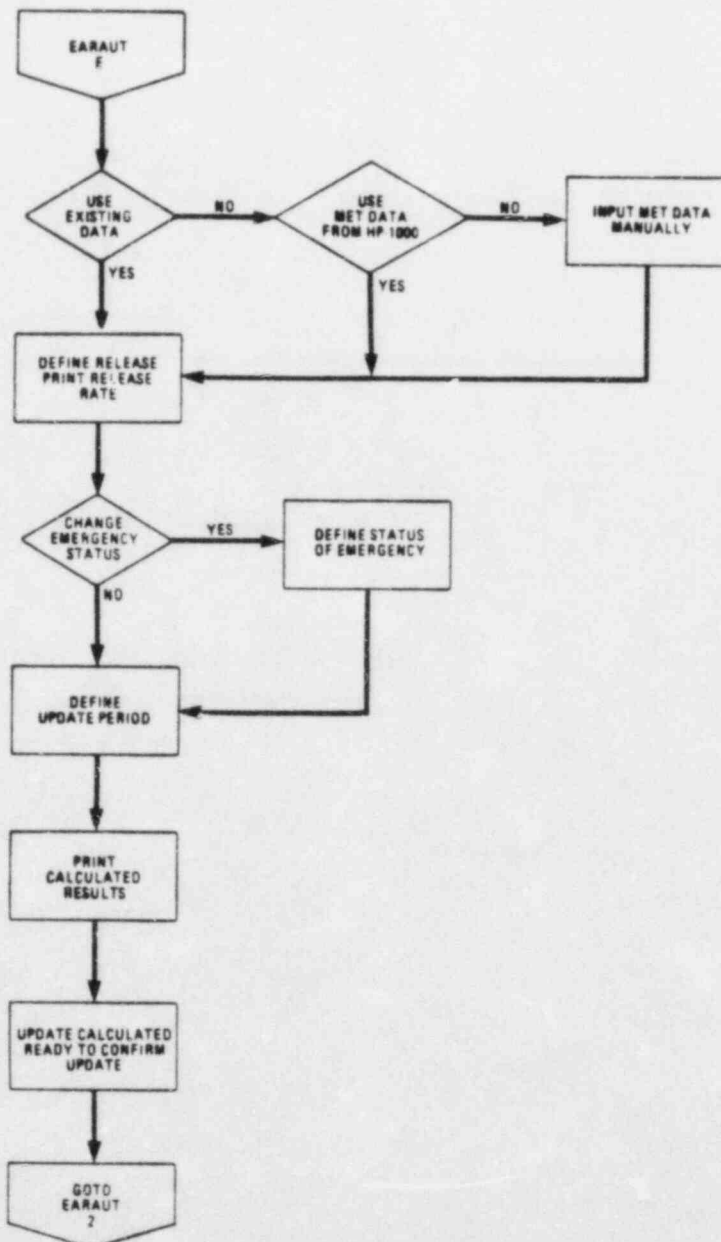 EARAUT
F
USE
EXISTING
DATA
NO
USE
MET DATA
FROM HP 1000
NO
INPUT MET DATA
MANUALLY
YES
YES
DEFINE RELEASE
PRINT RELEASE
RATE
CHANGE
EMERGENCY
STATUS
YES
DEFINE STATUS
OF EMERGENCY
NO
DEFINE
UPDATE PERIOD
PRINT
CALCULATED
RESULTS
UPDATE CALCULATED
READY TO CONFIRM
UPDATE
GOTO
EARAUT
2